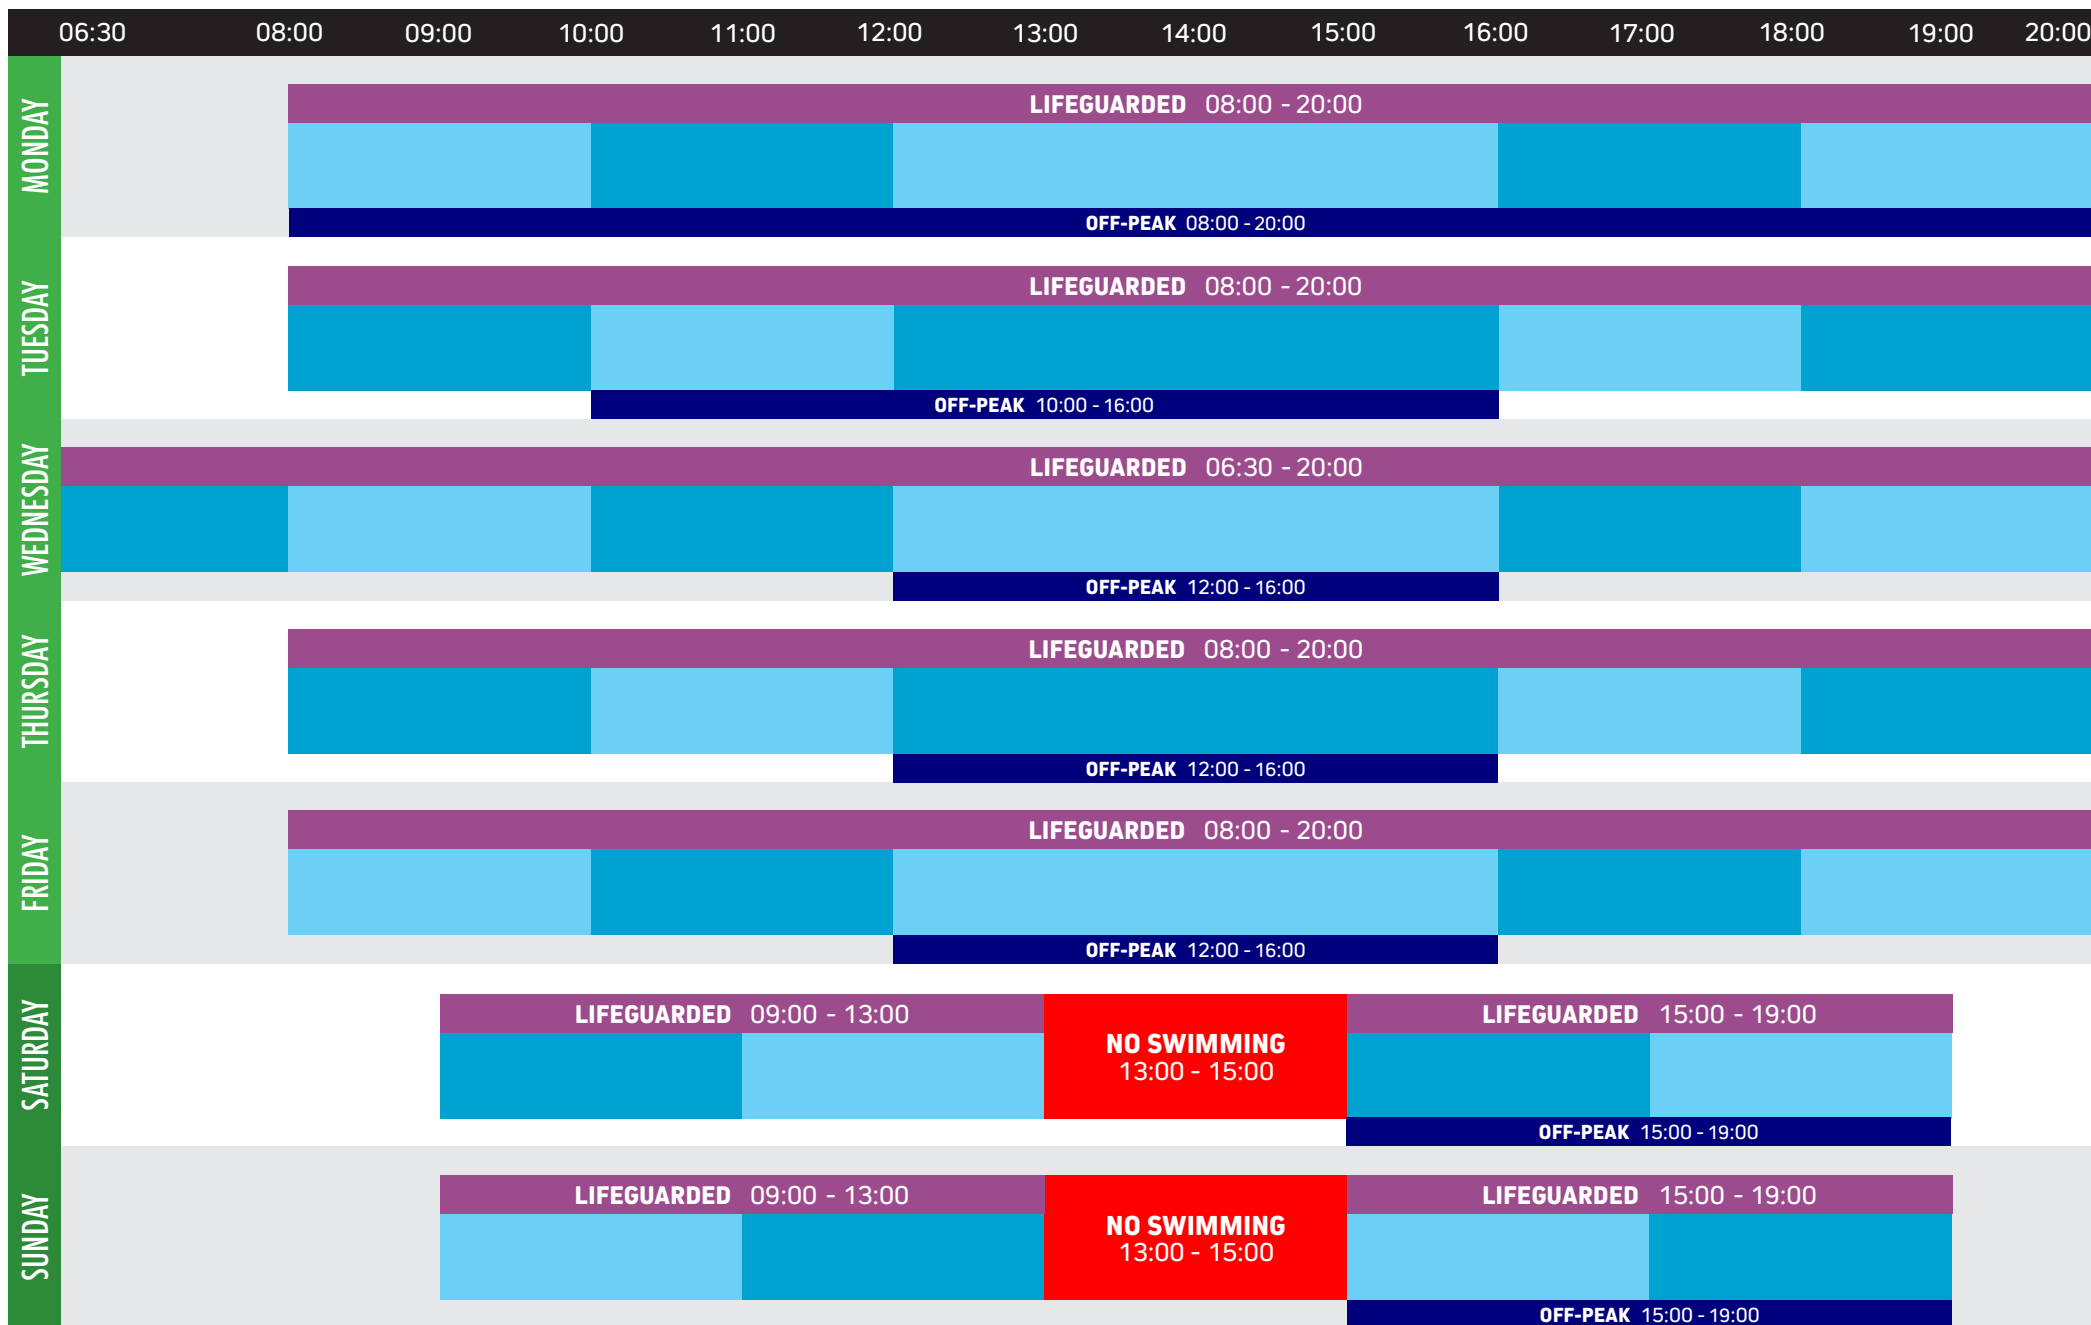 06:30 08:00 09:00 10:00 11:00 12:00 13:00 14:00 15:00 16:00 17:00 18:00 19:00 20:00
MONDAY
LIFEGUARDED 08:00 - 20:00
OFF-PEAK 08:00 - 20:00
TUESDAY
LIFEGUARDED 08:00 - 20:00
OFF-PEAK 10:00 - 16:00
WEDNESDAY
LIFEGUARDED 06:30 - 20:00
OFF-PEAK 12:00 - 16:00
THURSDAY
LIFEGUARDED 08:00 - 20:00
OFF-PEAK 12:00 - 16:00
FRIDAY
LIFEGUARDED 08:00 - 20:00
OFF-PEAK 12:00 - 16:00
SATURDAY
LIFEGUARDED 09:00 - 13:00
NO SWIMMING
13:00 - 15:00
LIFEGUARDED 15:00 - 19:00
OFF-PEAK 15:00 - 19:00
SUNDAY
LIFEGUARDED 09:00 - 13:00
NO SWIMMING
13:00 - 15:00
LIFEGUARDED 15:00 - 19:00
OFF-PEAK 15:00 - 19:00